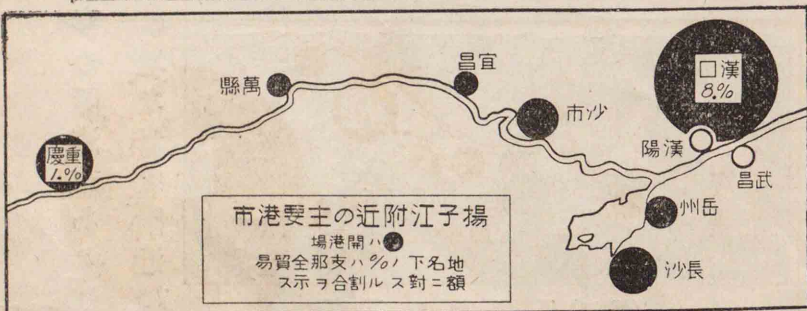 漢口
8.%
宜昌
萬縣
沙市
漢陽
武昌
重慶
1.%
岳州
長沙
揚子江附近の主要港市
●ハ開港場
地名下ノ%ハ支那全貿易
額ニ對スル割合ヲ示ス